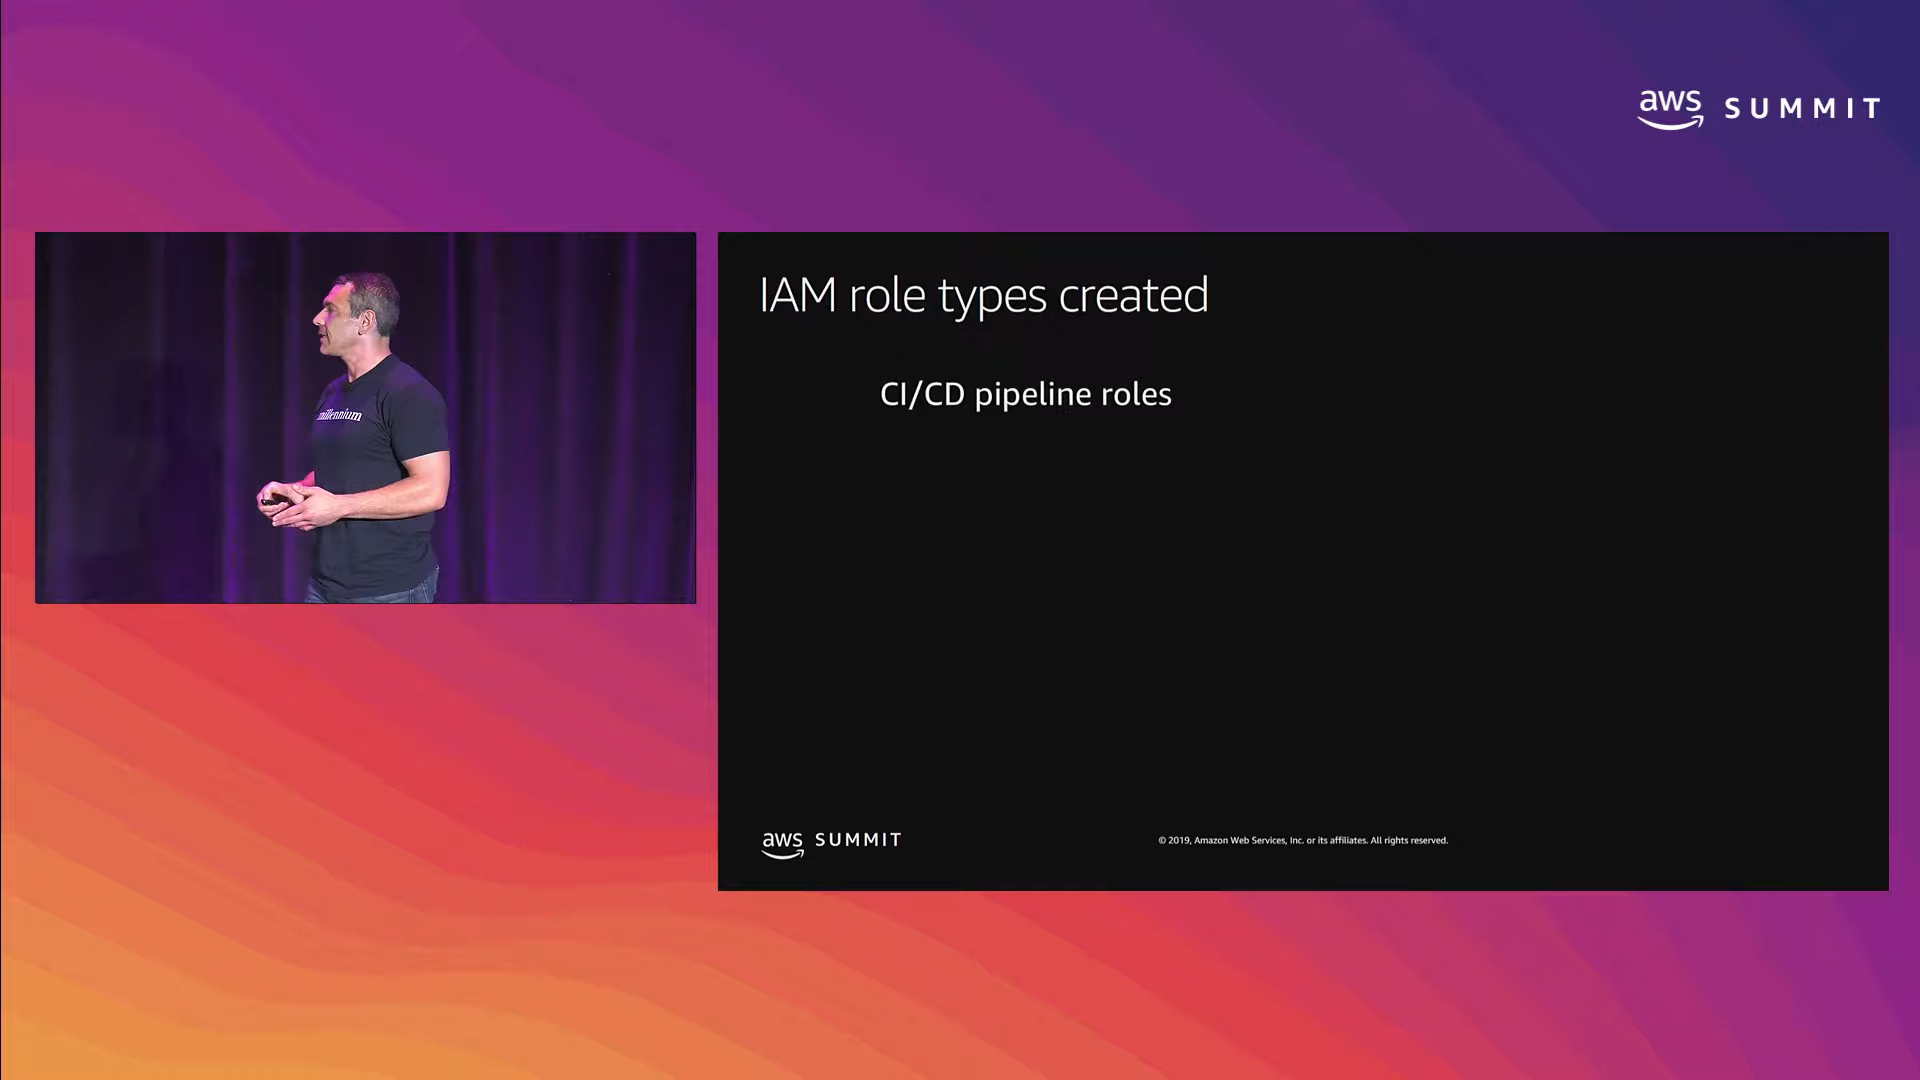 aws SUMMIT
millennium
IAM role types created
CI/CD pipeline roles
aws SUMMIT
© 2019, Amazon Web Services, Inc. or its affiliates. All rights reserved.